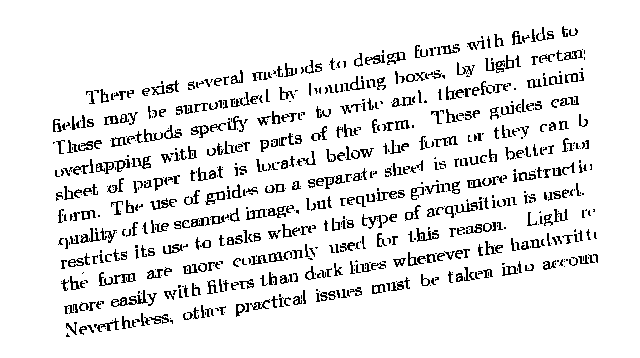 There exist several methods to design forms with fields to
fields may be surrounded by bounding boxes, by light rectan
These methods specify where to write and, therefore, minimi
overlapping with other parts of the form. These guides can
sheet of paper that is located below the form or they can b
form. The use of guides on a separate sheet is much better fro
quality of the scanned image, but requires giving more instructio
restricts its use to tasks where this type of acquisition is used.
the form are more commonly used for this reason. Light re
more easily with filters than dark lines whenever the handwritte
Nevertheless, other practical issues must be taken into accoun